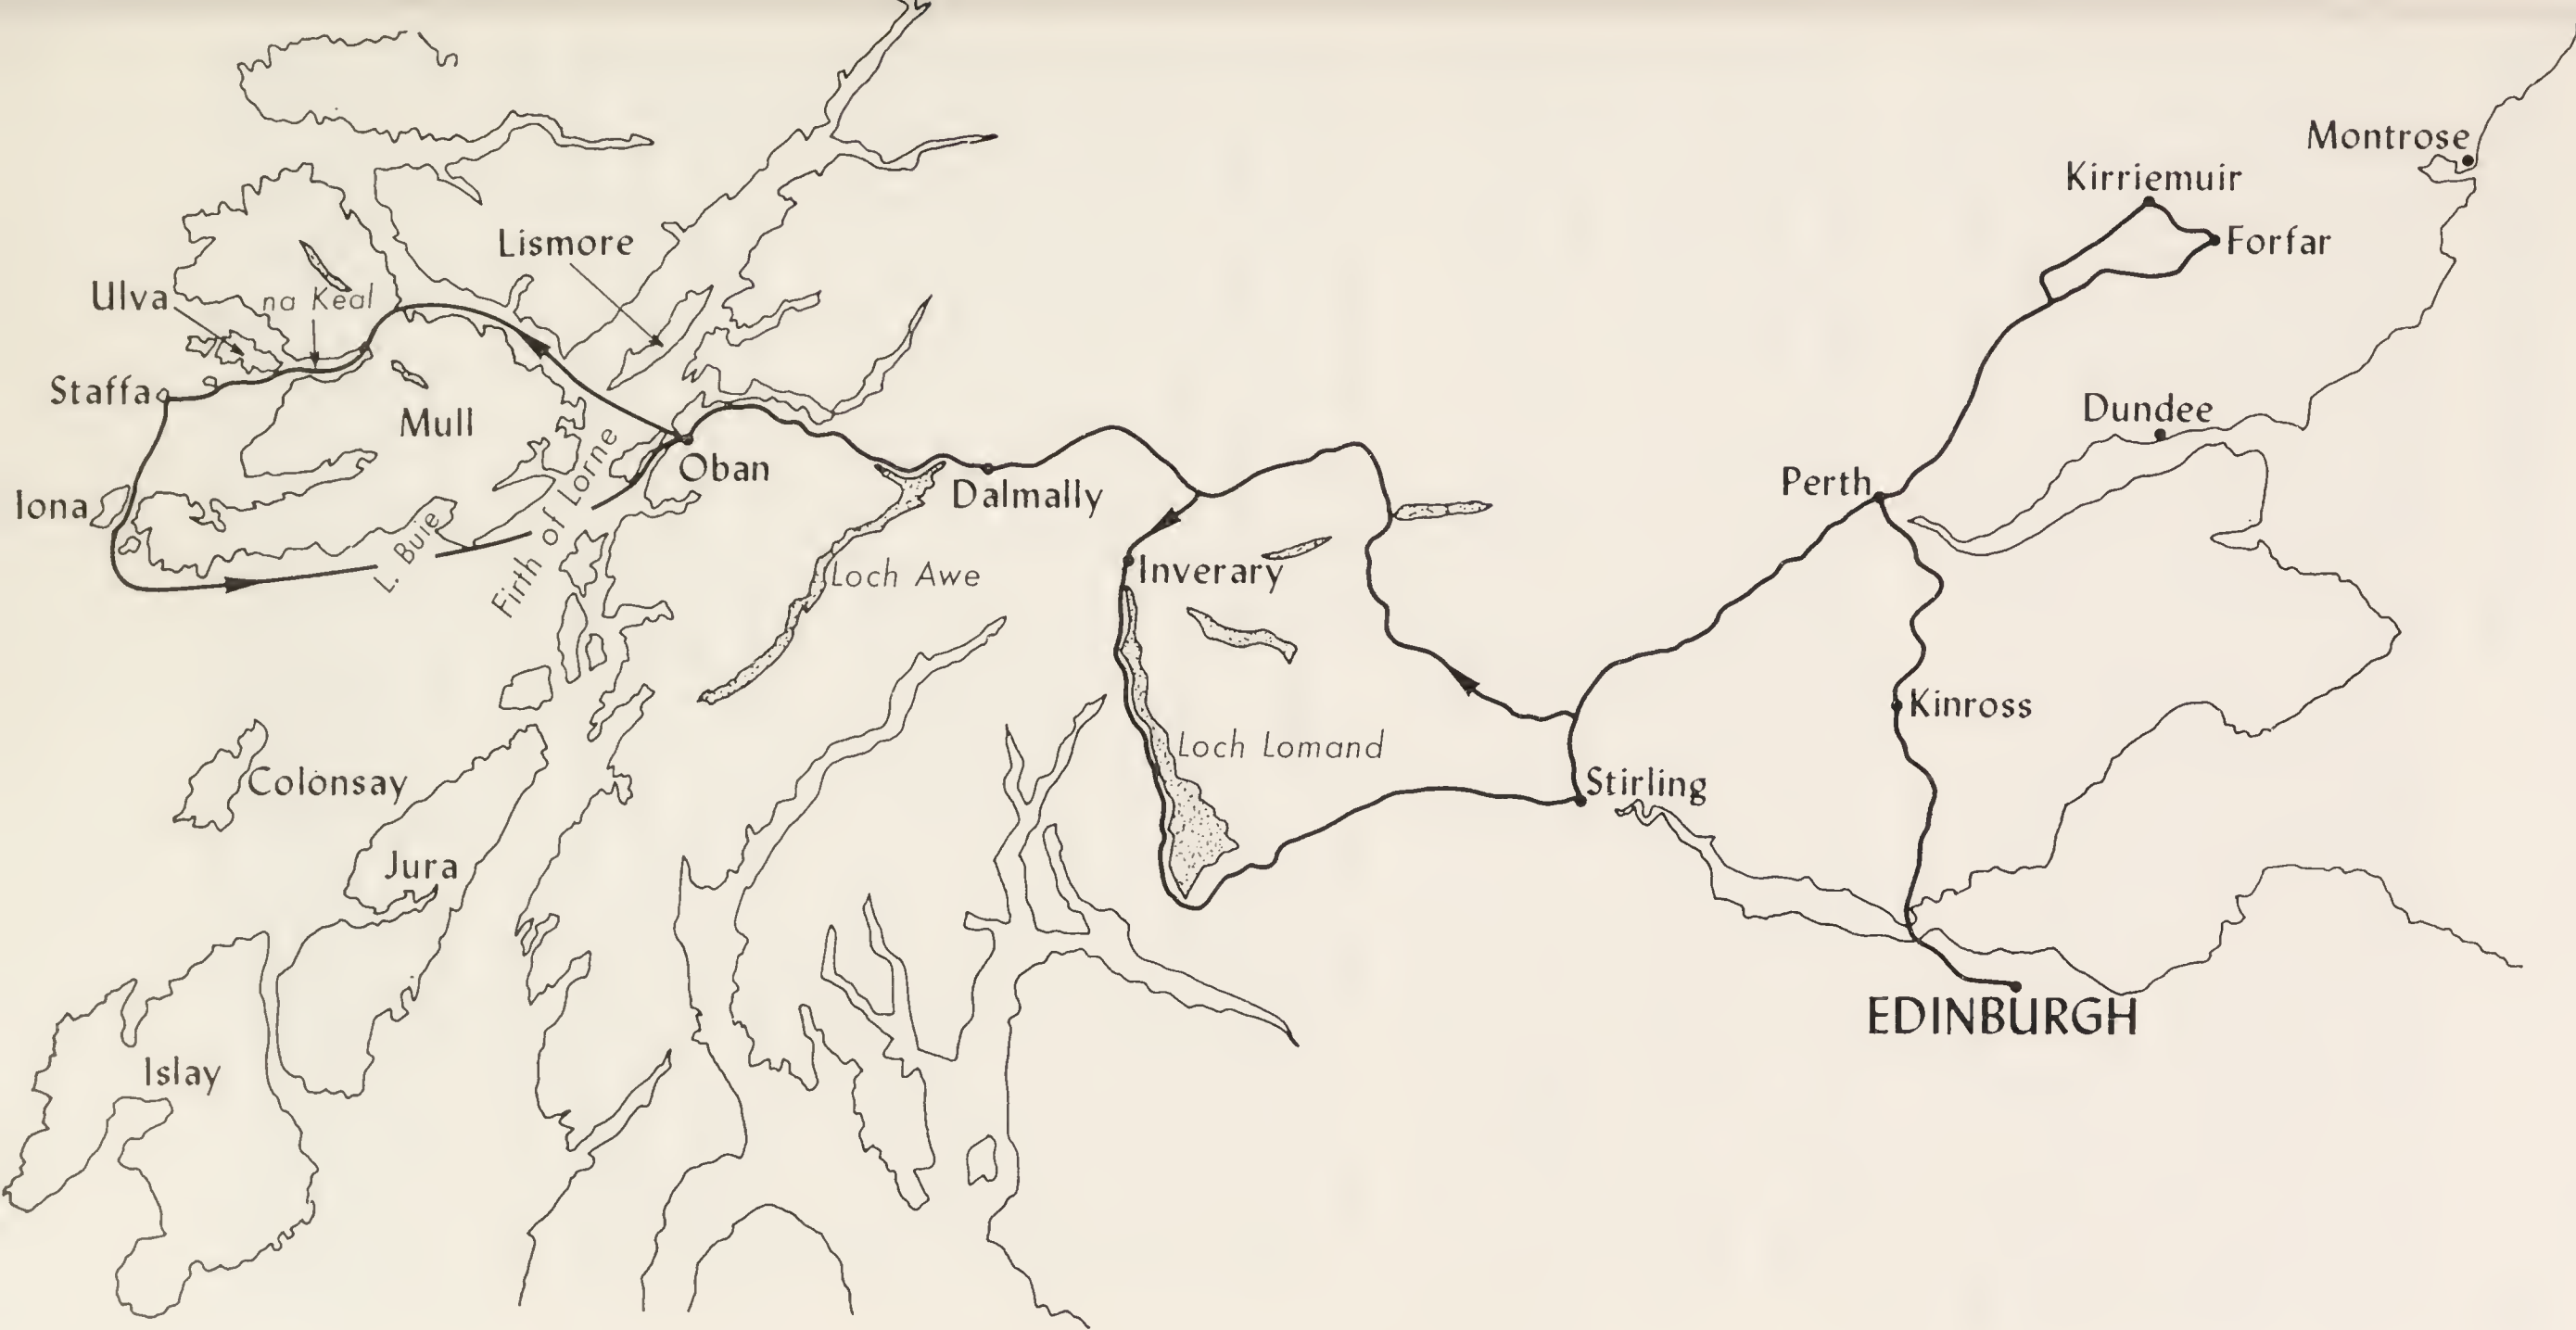 Montrose
Kirriemuir
Forfar
Lismore
Ulva
na Keal
Staffa
Mull
Dundee
Oban
Dalmally
Perth
Iona
L. Buie
Firth of Lorne
Loch Awe
Inverary
Kinross
Loch Lomand
Stirling
Colonsay
Jura
EDINBURGH
Islay